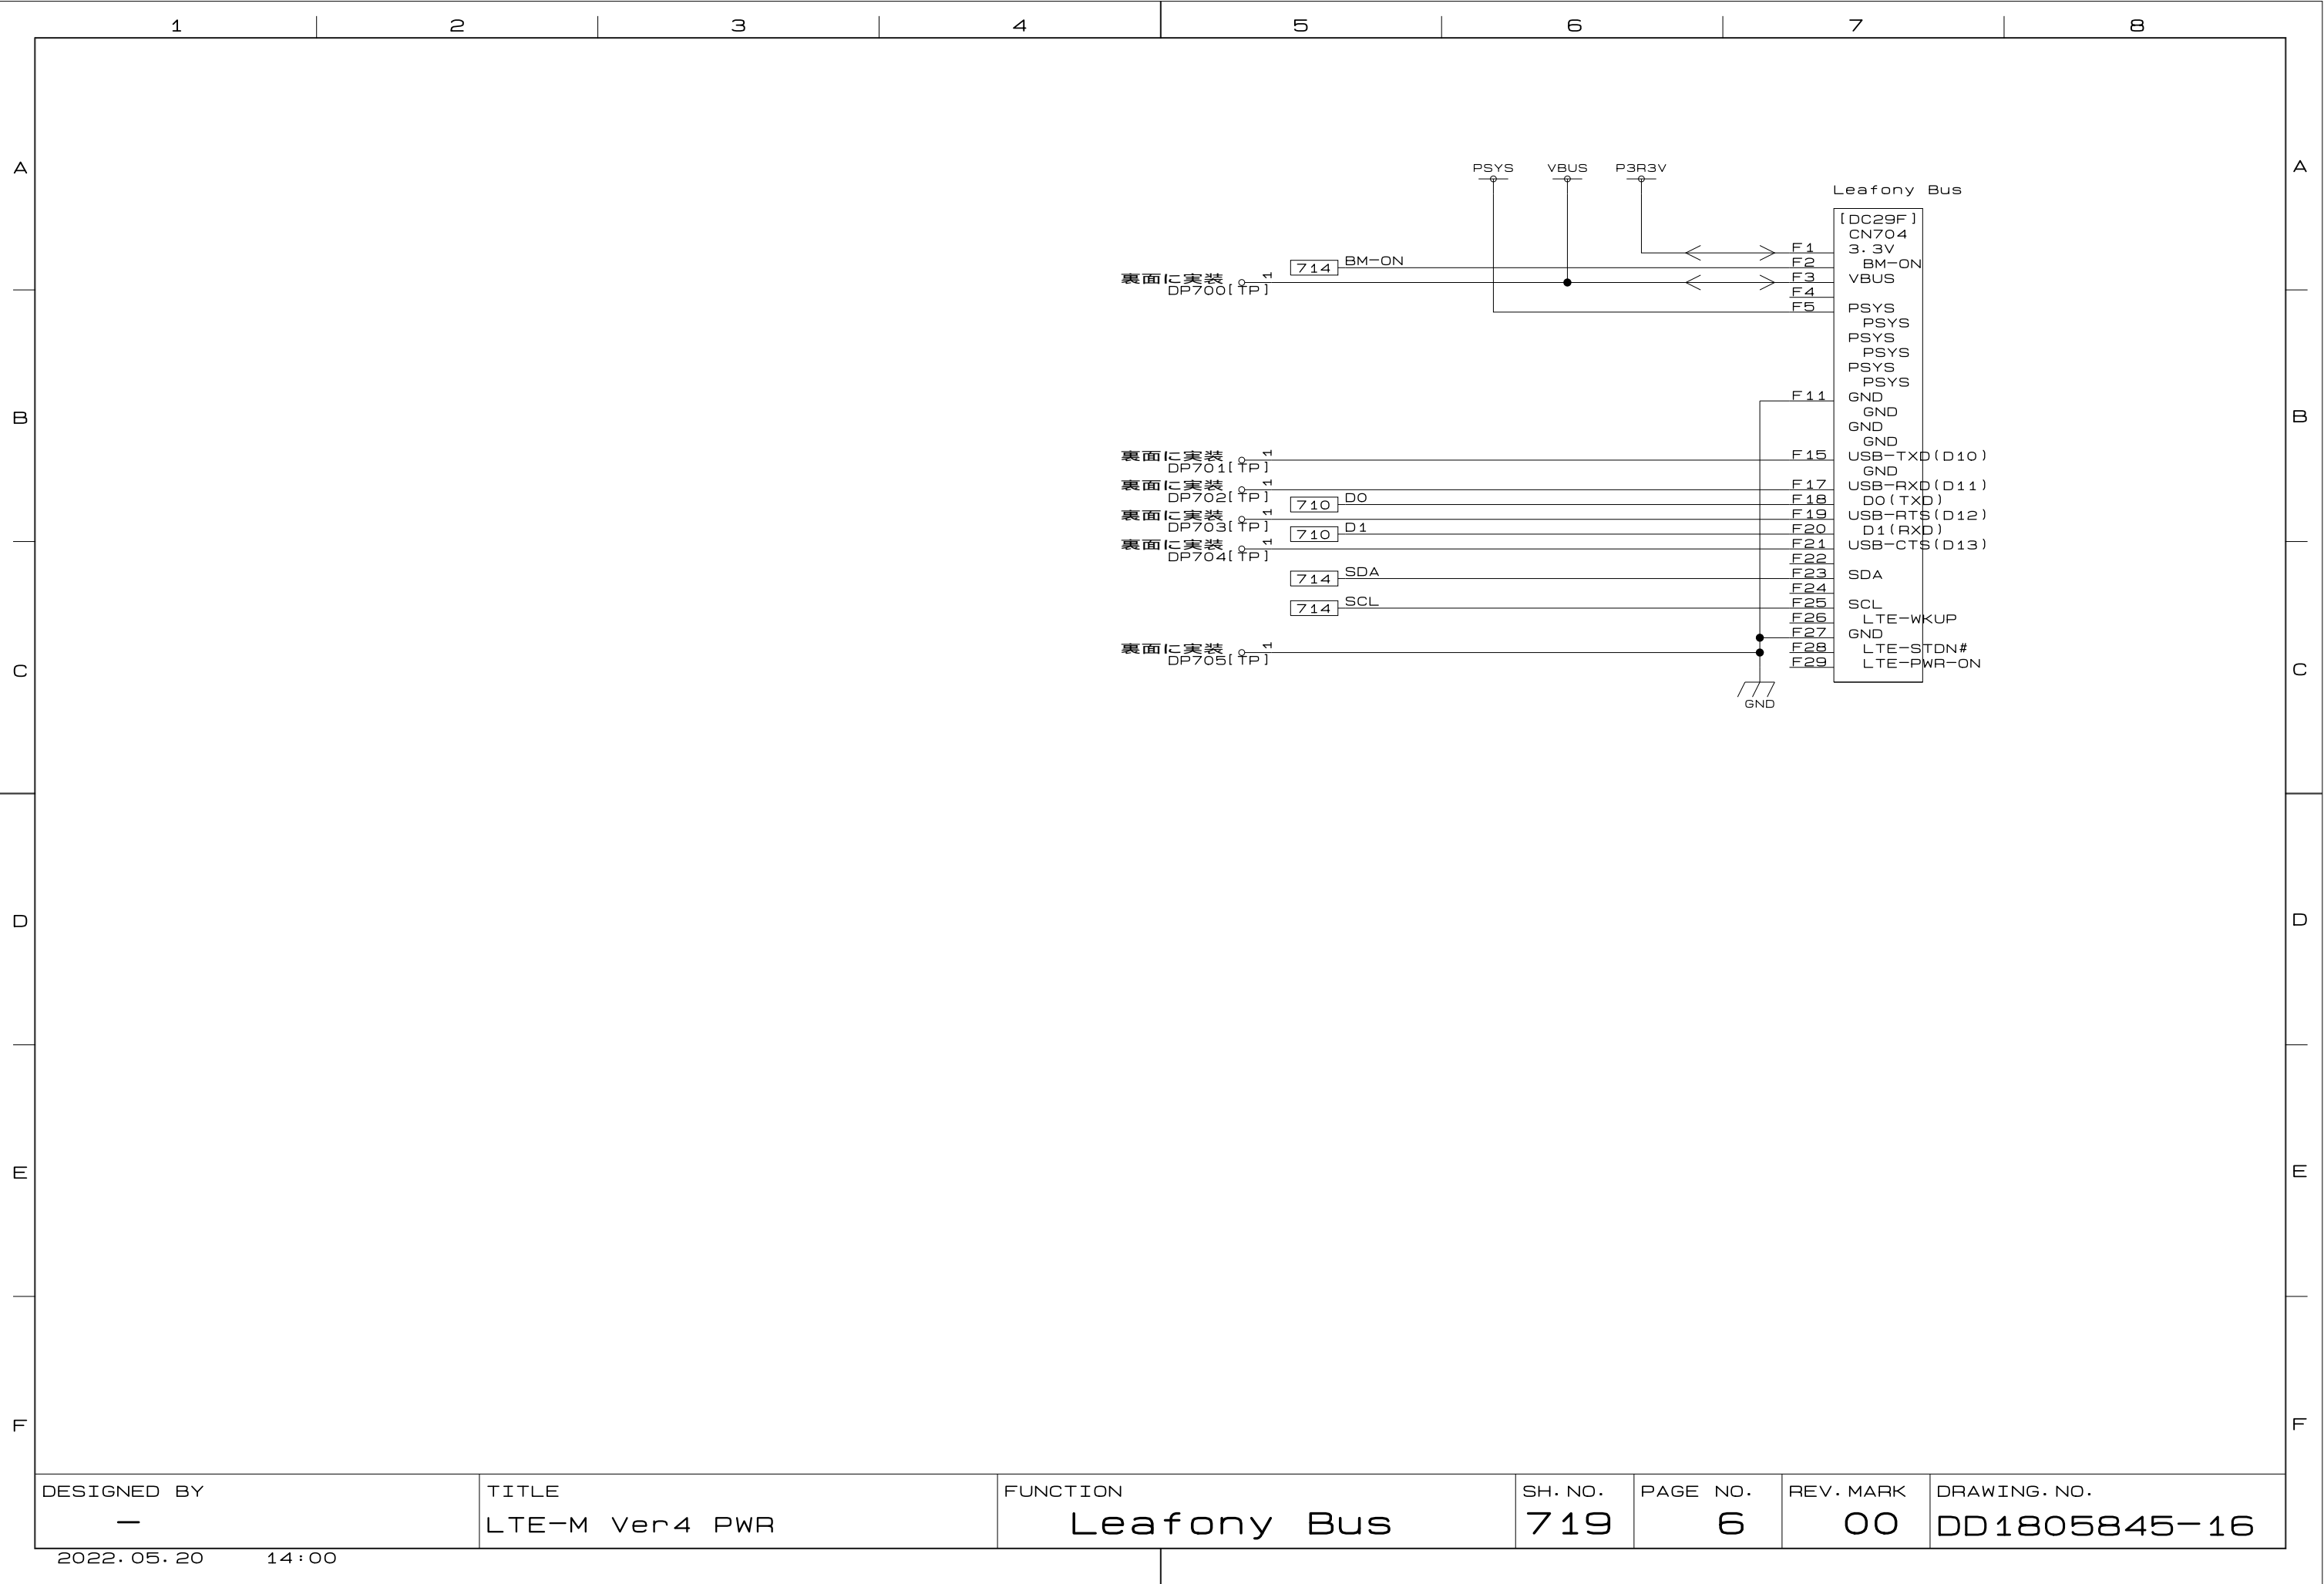 1 2 3 4 5 6 7 8
A A
PSYS VBUS P3R3V
Leafony Bus
[DC29F]
CN704
F1 3.3V
714 BM-ON F2 BM-ON
裏面に実装 1 F3 VBUS
DP700[TP]
F4
F5 PSYS
PSYS
PSYS
PSYS
PSYS
PSYS
F11 GND
B B
GND
GND
GND
裏面に実装 1 F15 USB-TXD(D10)
DP701[TP]
GND
裏面に実装 1 F17 USB-RXD(D11)
DP702[TP]
710 D0 F18 D0(TXD)
裏面に実装 1 F19 USB-RTS(D12)
DP703[TP]
710 D1 F20 D1(RXD)
裏面に実装 1 F21 USB-CTS(D13)
DP704[TP]
F22
714 SDA F23 SDA
F24
714 SCL F25 SCL
F26 LTE-WKUP
F27 GND
裏面に実装 1 F28 LTE-STDN#
DP705[TP]
F29 LTE-PWR-ON
C C
GND
D D
E E
F F
DESIGNED BY TITLE FUNCTION SH.NO. PAGE NO. REV.MARK DRAWING.NO.
- LTE-M Ver4 PWR Leafony Bus 719 6 00 DD1805845-16
2022.05.20 14:00